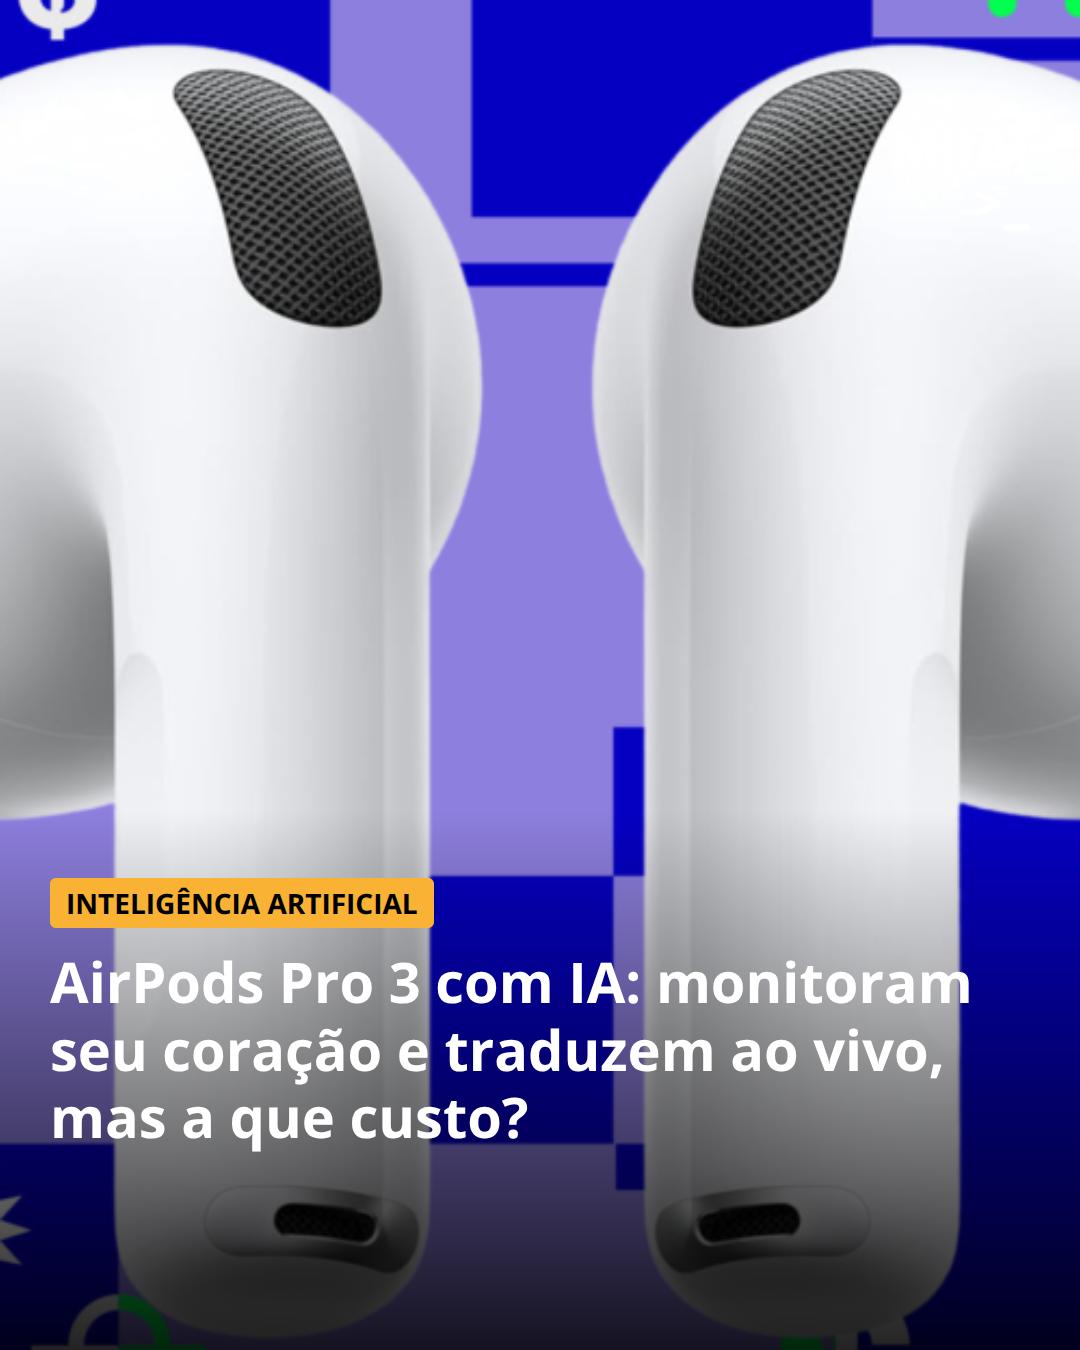 $
INTELIGÊNCIA ARTIFICIAL
AirPods Pro 3 com IA: monitoram
seu coração e traduzem ao vivo,
mas a que custo?